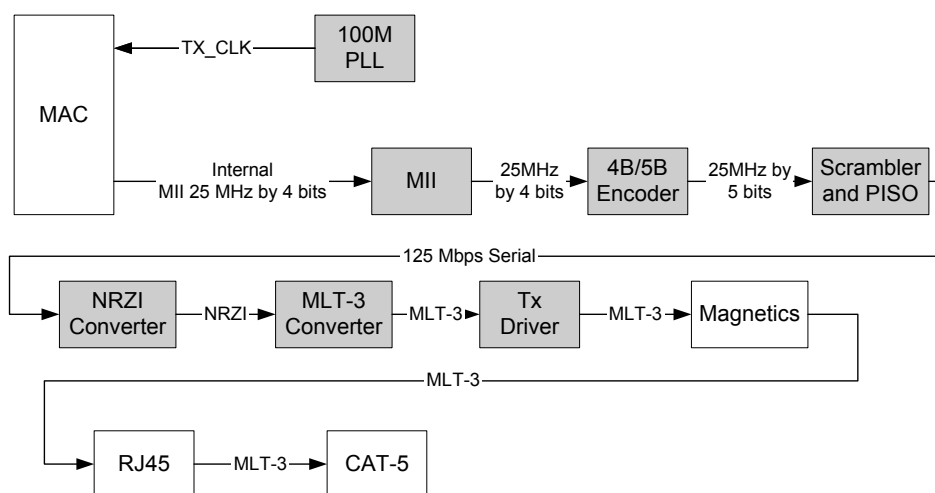 100M
PLL
TX_CLK
MAC
Internal
MII 25 MHz by 4 bits
MII
25MHz
by 4 bits
4B/5B
Encoder
25MHz by
5 bits
Scrambler
and PISO
125 Mbps Serial
NRZI
Converter
NRZI
MLT-3
Converter
MLT-3
Tx
Driver
MLT-3
Magnetics
MLT-3
RJ45
MLT-3
CAT-5